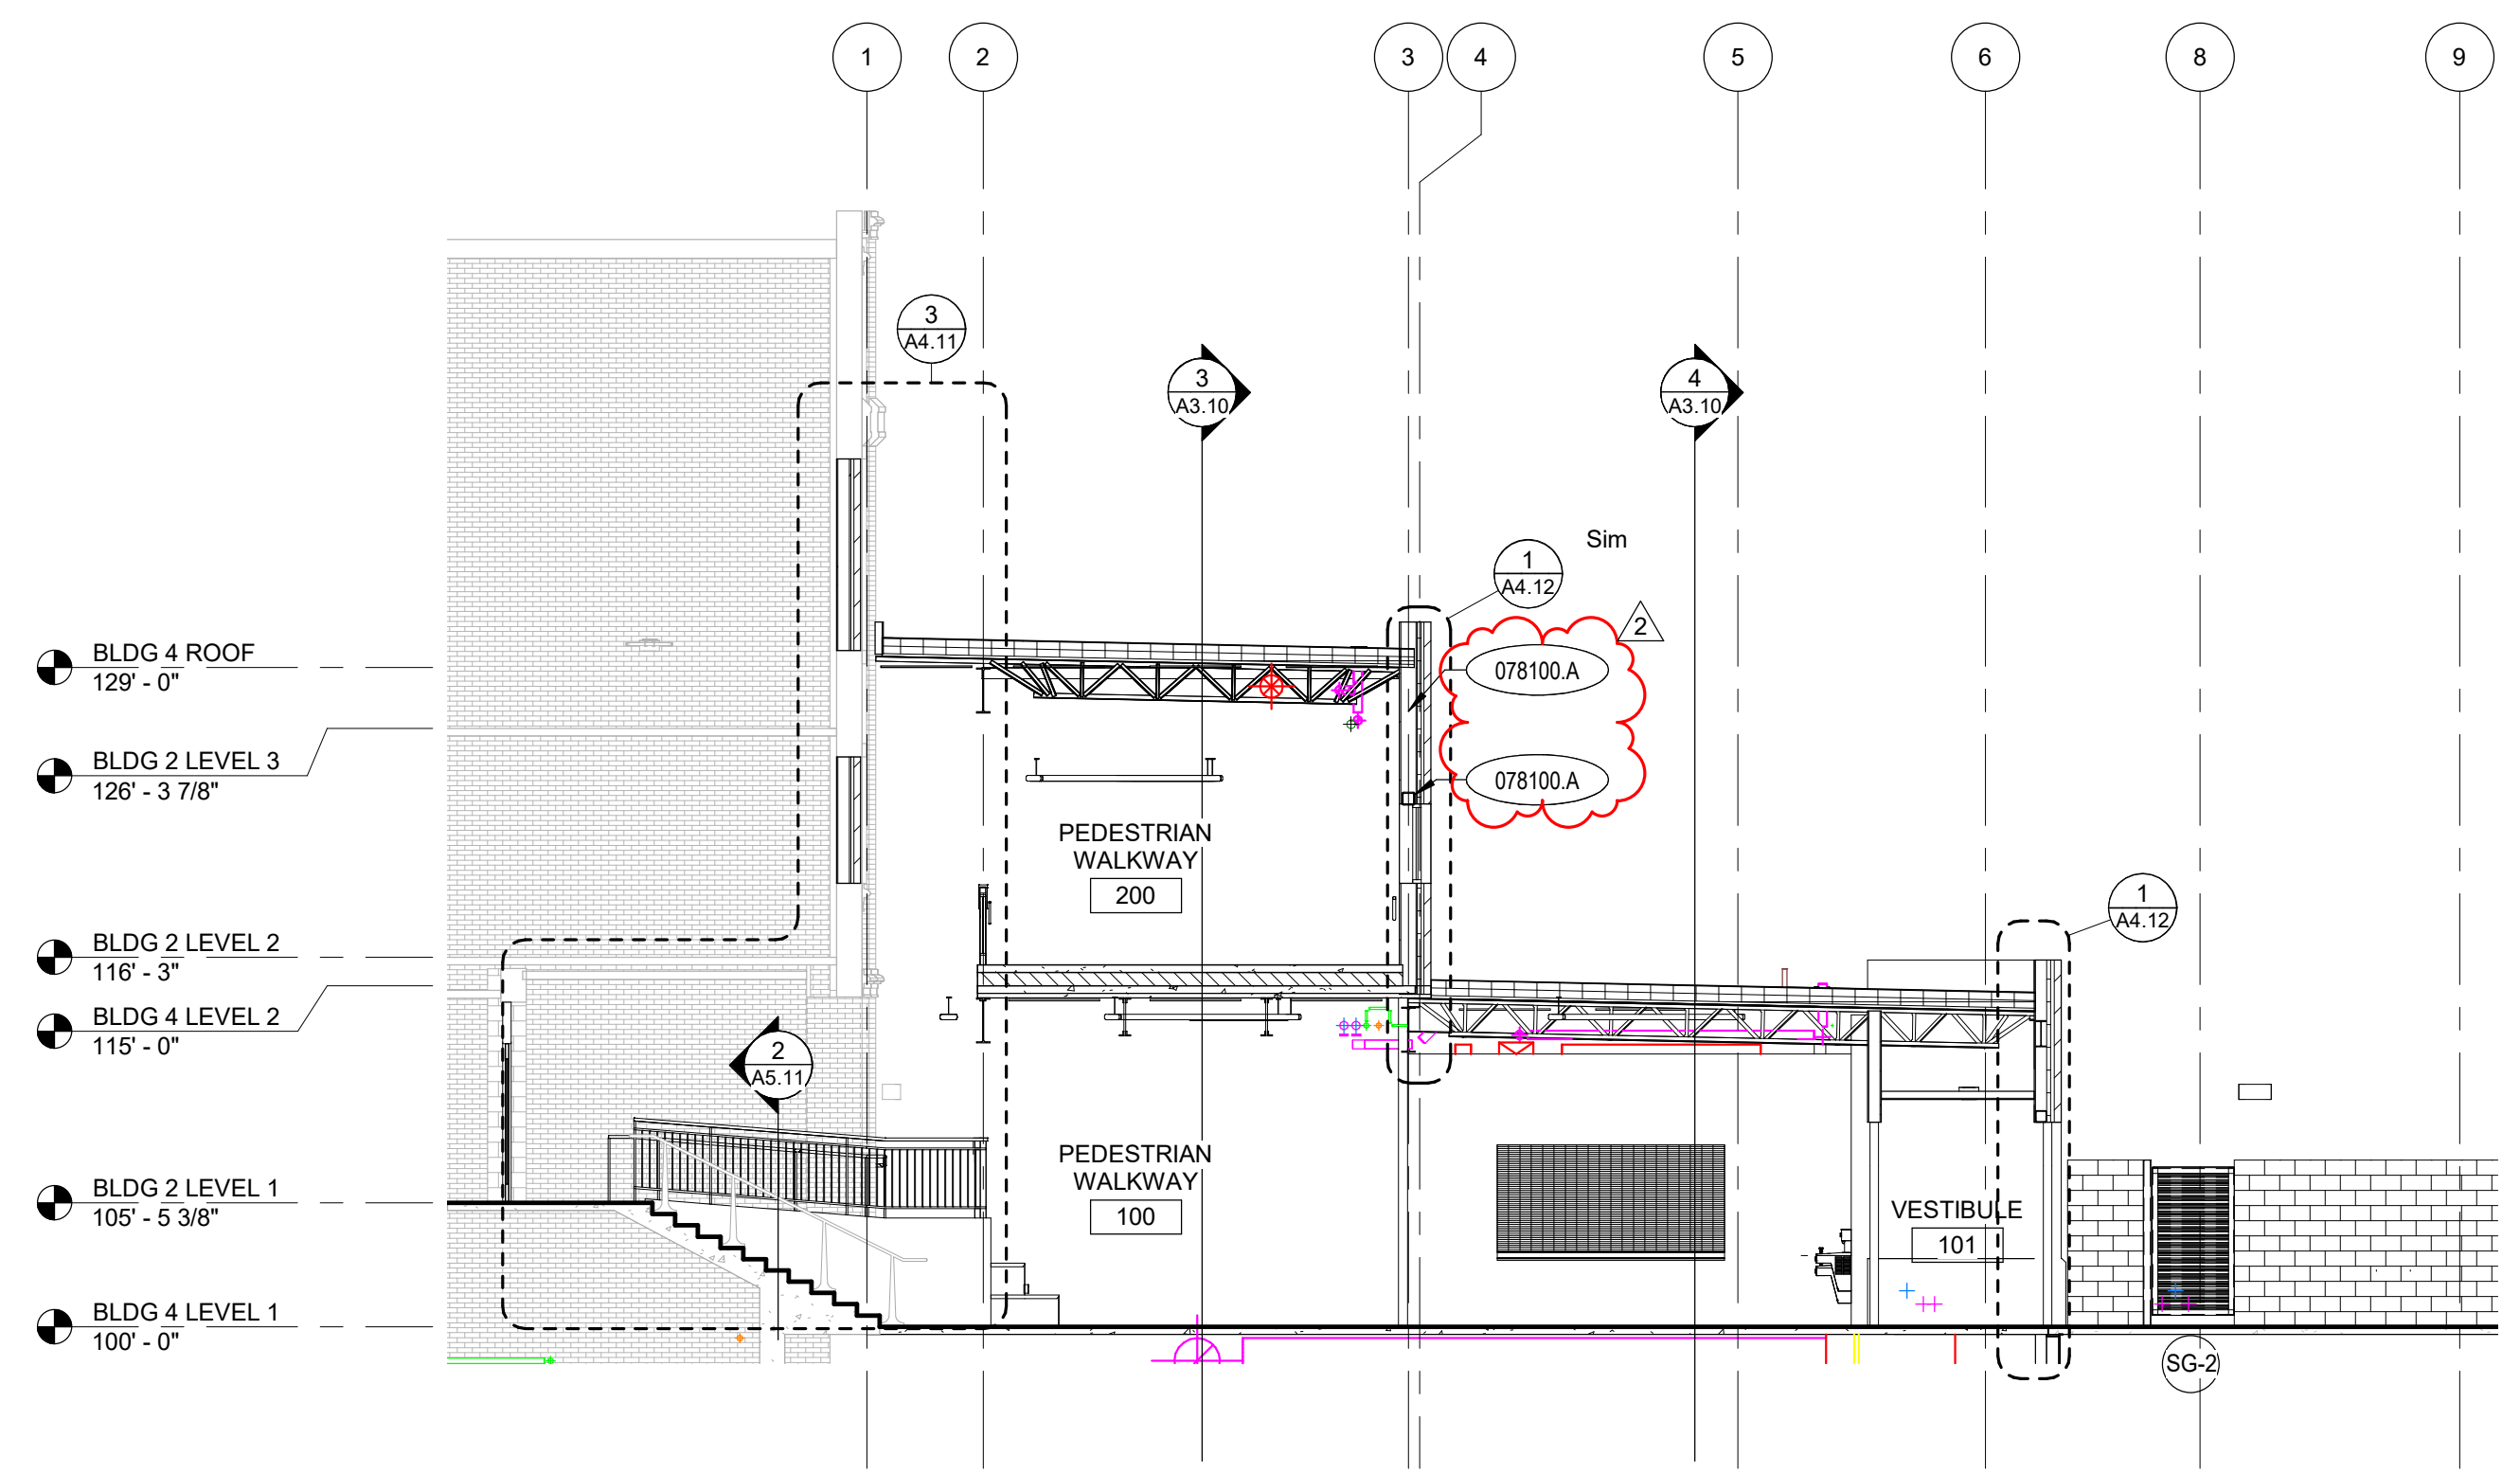 1
2
3
4
5
6
8
9
3
A4.11
3
A3.10
4
A3.10
Sim
1
A4.12
2
078100.A
078100.A
BLDG 4 ROOF
129' - 0"
BLDG 2 LEVEL 3
126' - 3 7/8"
PEDESTRIAN
WALKWAY
200
1
A4.12
BLDG 2 LEVEL 2
116' - 3"
BLDG 4 LEVEL 2
115' - 0"
2
A5.11
PEDESTRIAN
WALKWAY
100
BLDG 2 LEVEL 1
105' - 5 3/8"
VESTIBULE
101
BLDG 4 LEVEL 1
100' - 0"
SG-2